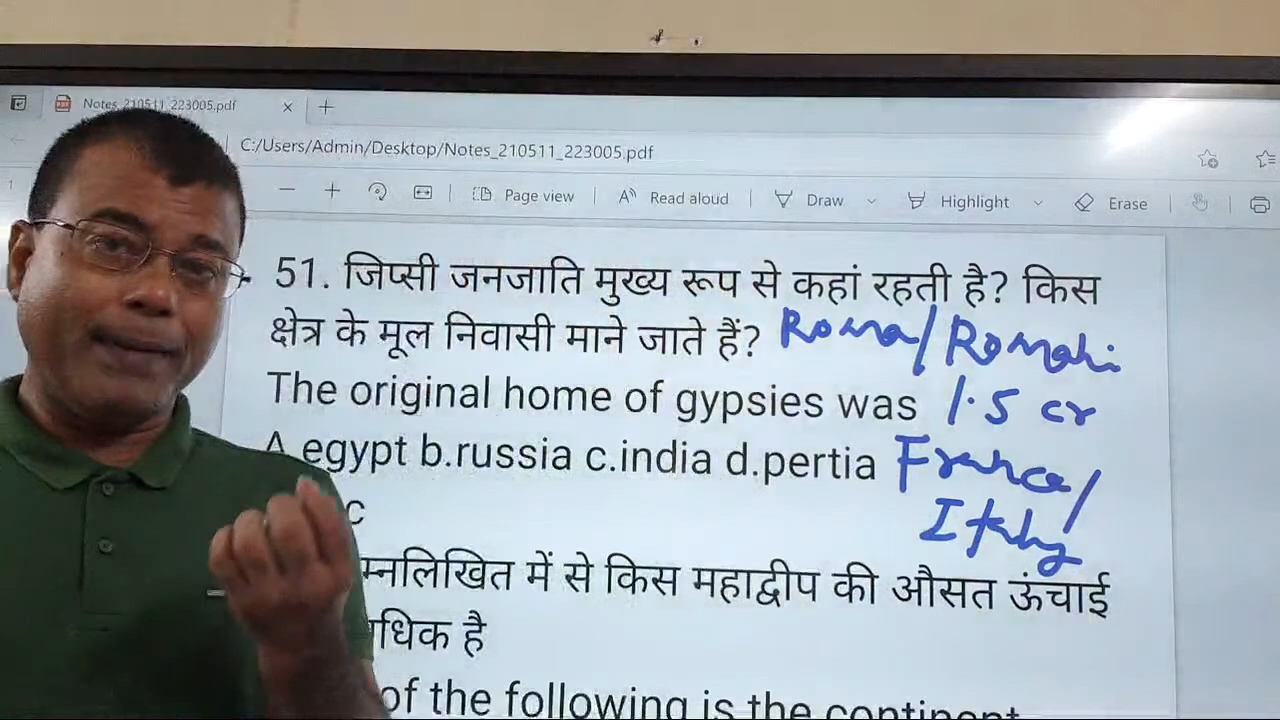 Notes_210511_223005.pdf
C:/Users/Admin/Desktop/Notes_210511_223005.pdf
1
Page view
Read aloud
Draw
Highlight
Erase
51. जिप्सी जनजाति मुख्य रूप से कहां रहती है? किस
क्षेत्र के मूल निवासी माने जाते हैं? Roma/Romani
The original home of gypsies was 1.5 cr
A.egypt b.russia c.india d.pertia France/
Italy
c
म्नलिखित में से किस महाद्वीप की औसत ऊंचाई
धिक है
of the following is the continent